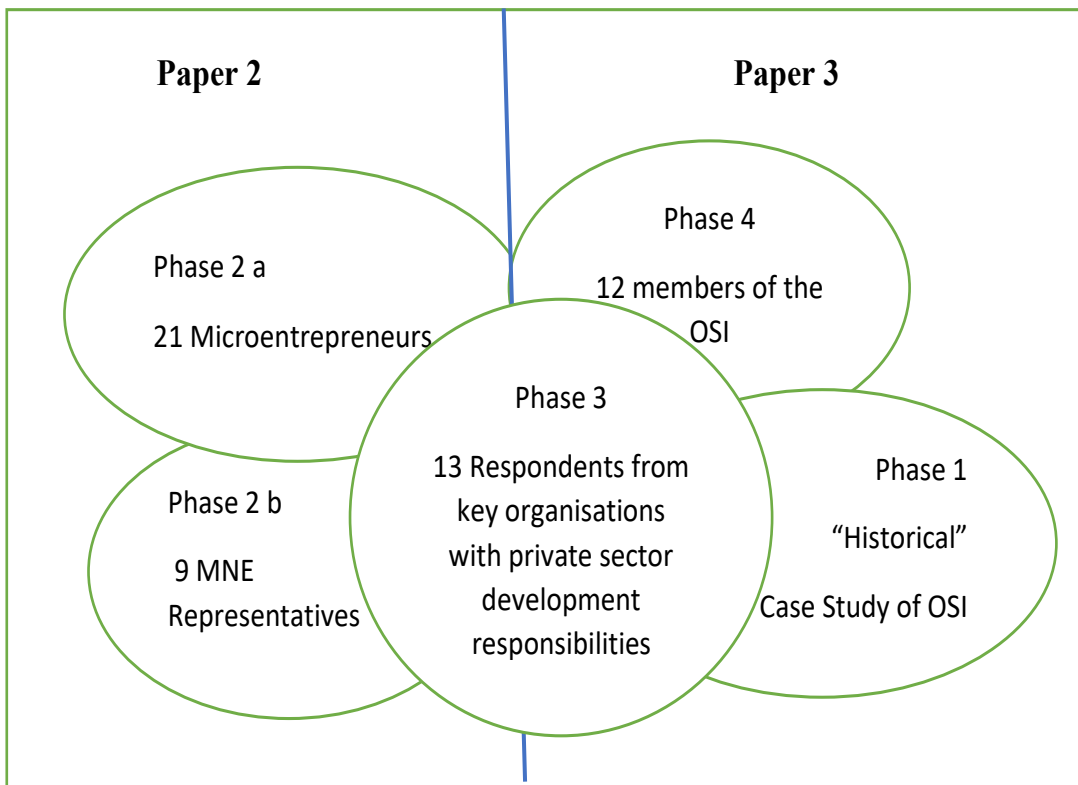 Paper 2
Paper 3
Phase 2 a
21 Microentrepreneurs
Phase 4
12 members of the
OSI
Phase 3
13 Respondents from
key organisations
with private sector
development
responsibilities
Phase 2 b
9 MNE
Representatives
Phase 1
“Historical”
Case Study of OSI